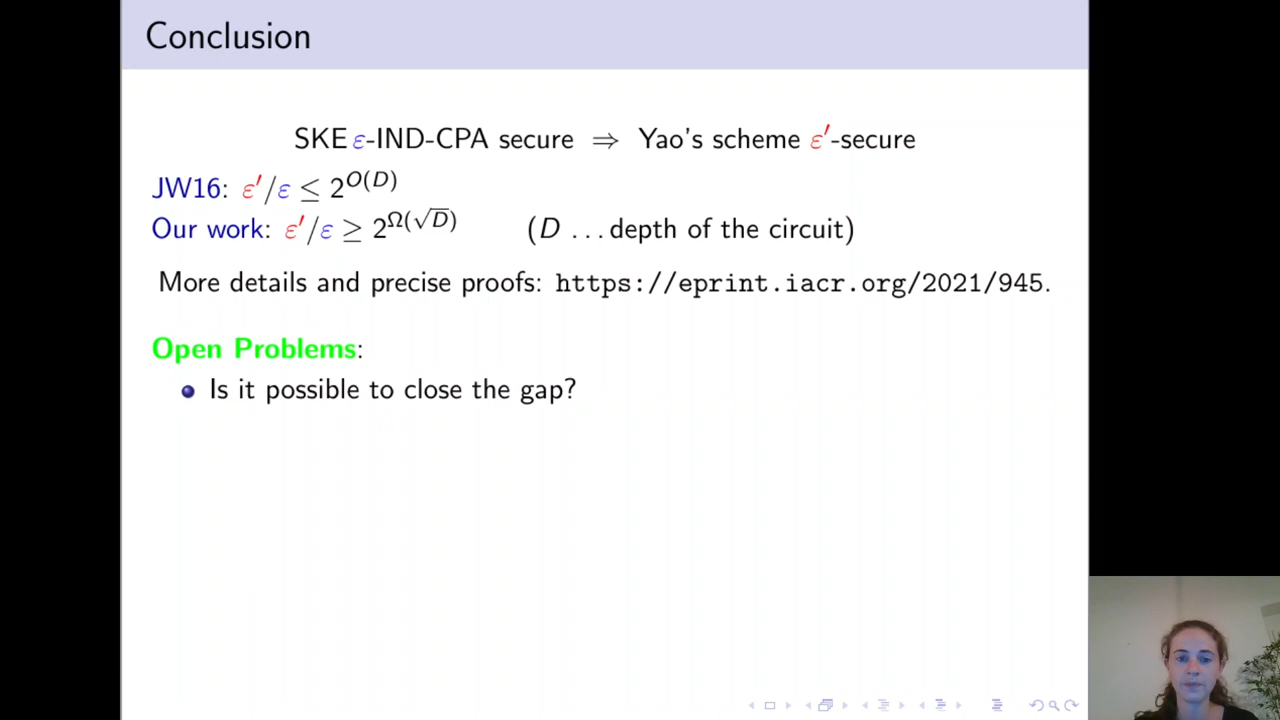 Conclusion
SKE ε-IND-CPA secure ⇒ Yao's scheme ε′-secure
JW16: ε′/ε ≤ 2^{O(D)}
Our work: ε′/ε ≥ 2^{Ω(√D)} (D ... depth of the circuit)
More details and precise proofs: https://eprint.iacr.org/2021/945.
Open Problems:
Is it possible to close the gap?